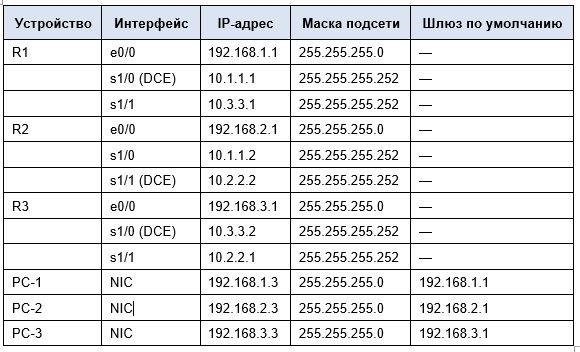 Устройство Интерфейс IP-адрес Маска подсети Шлюз по умолчанию
R1 e0/0 192.168.1.1 255.255.255.0 —
s1/0 (DCE) 10.1.1.1 255.255.255.252 —
s1/1 10.3.3.1 255.255.255.252 —
R2 e0/0 192.168.2.1 255.255.255.0 —
s1/0 10.1.1.2 255.255.255.252 —
s1/1 (DCE) 10.2.2.2 255.255.255.252 —
R3 e0/0 192.168.3.1 255.255.255.0 —
s1/0 (DCE) 10.3.3.2 255.255.255.252 —
s1/1 10.2.2.1 255.255.255.252 —
PC-1 NIC 192.168.1.3 255.255.255.0 192.168.1.1
PC-2 NIC 192.168.2.3 255.255.255.0 192.168.2.1
PC-3 NIC 192.168.3.3 255.255.255.0 192.168.3.1